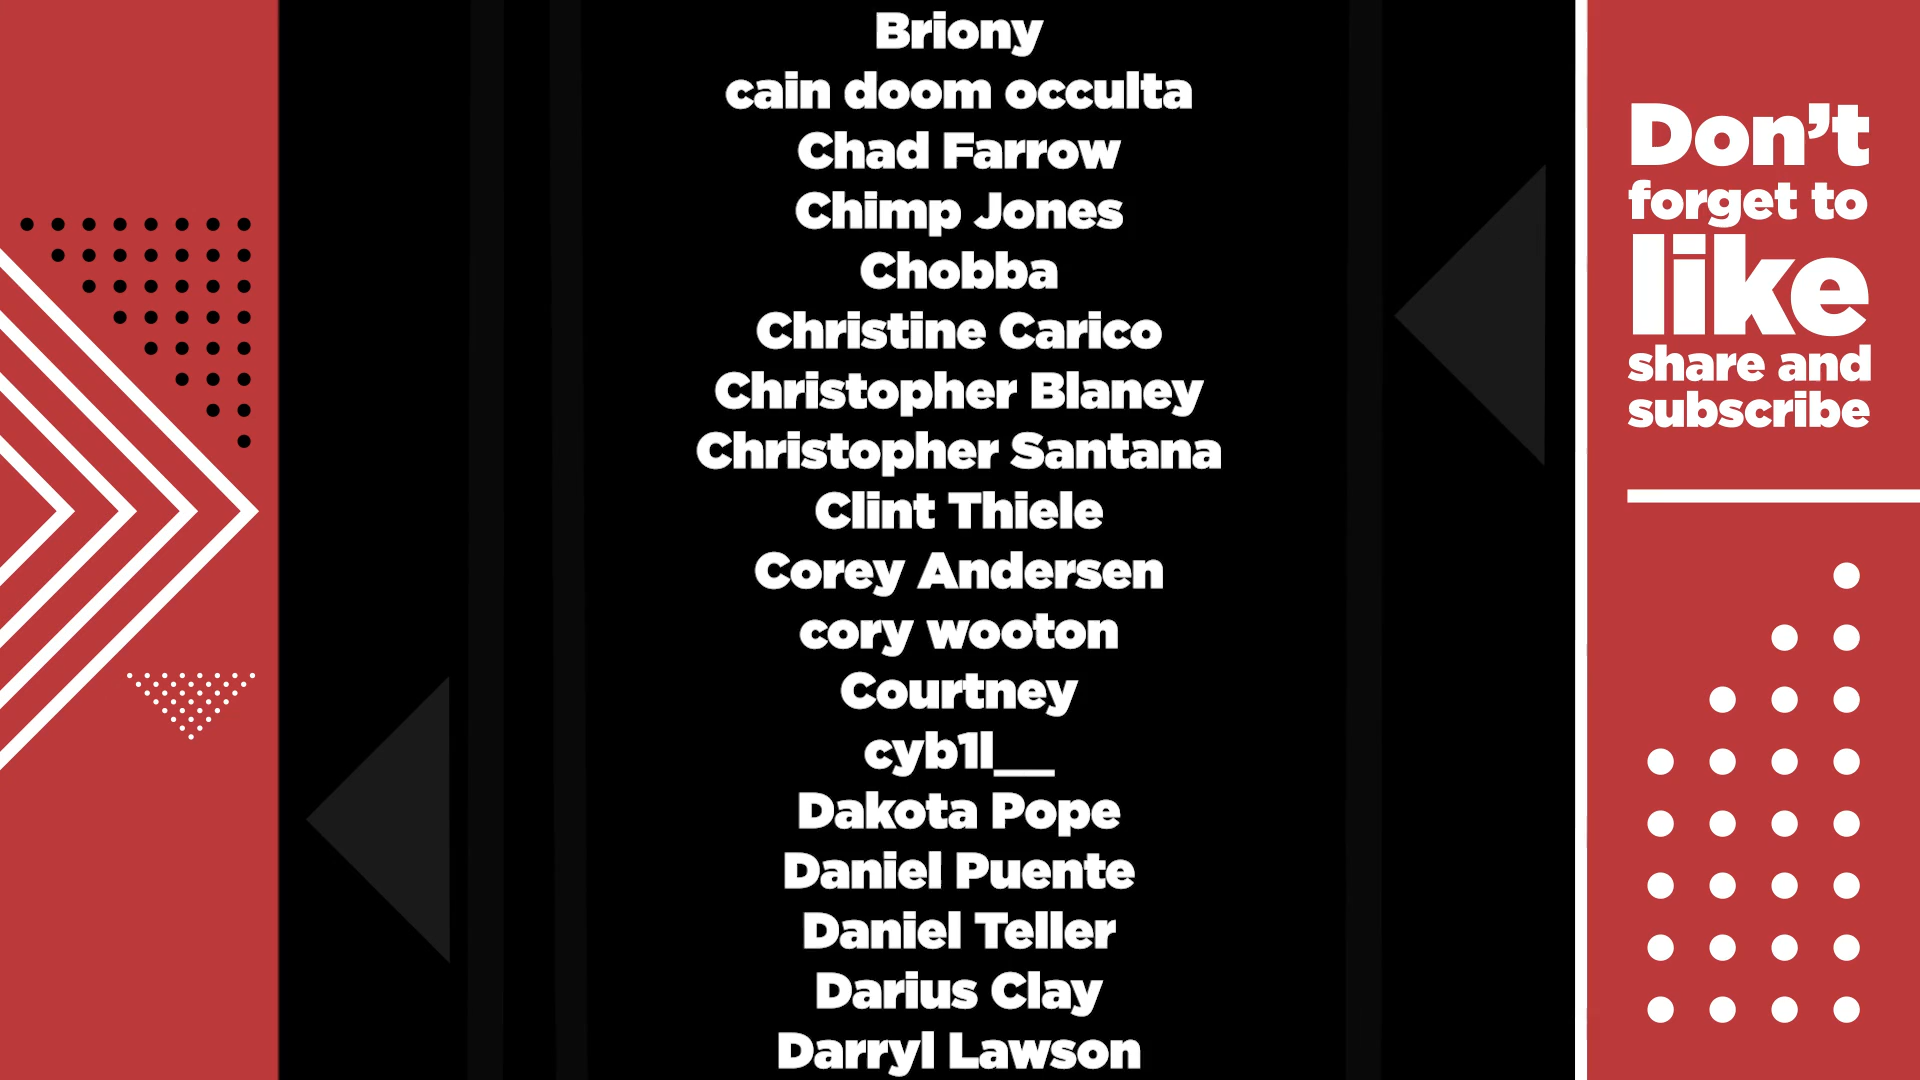 Briony
cain doom occulta
Chad Farrow
Chimp Jones
Chobba
Christine Carico
Christopher Blaney
Christopher Santana
Clint Thiele
Corey Andersen
cory wooton
Courtney
cyb1l__
Dakota Pope
Daniel Puente
Daniel Teller
Darius Clay
Darryl Lawson
Don’t
forget to
like
share and
subscribe